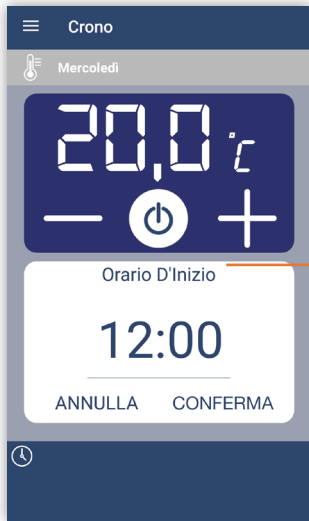 Crono
Mercoledì
20,0 °C
Orario D'Inizio
12:00
ANNULLA CONFERMA